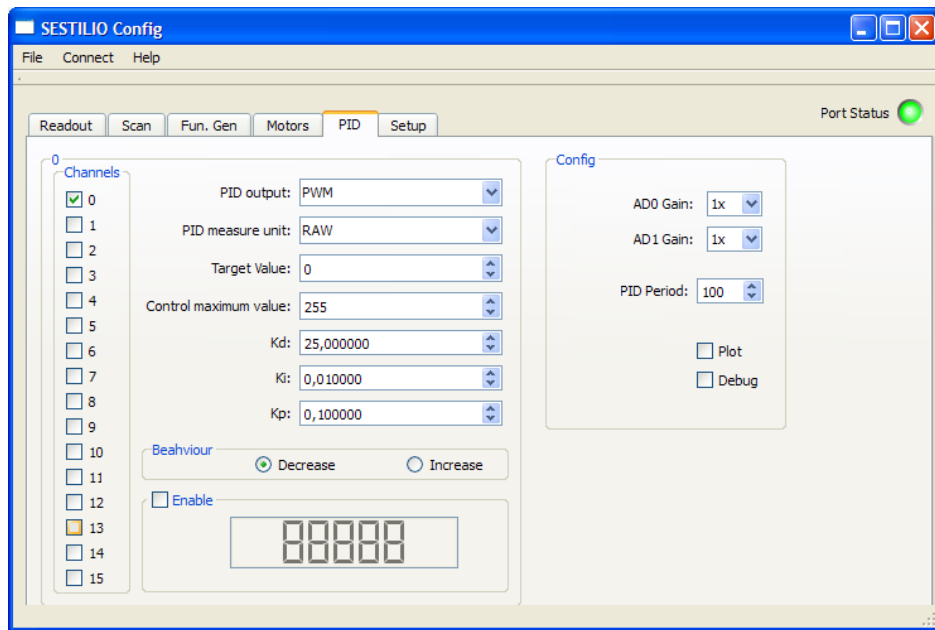 SESTILIO Config
File Connect Help
Port Status
Readout Scan Fun. Gen Motors PID Setup
0
Channels
0
1
2
3
4
5
6
7
8
9
10
11
12
13
14
15
PID output: PWM
PID measure unit: RAW
Target Value: 0
Control maximum value: 255
Kd: 25,000000
Ki: 0,010000
Kp: 0,100000
Beahviour
Decrease Increase
Enable
88888
Config
AD0 Gain: 1x
AD1 Gain: 1x
PID Period: 100
Plot
Debug